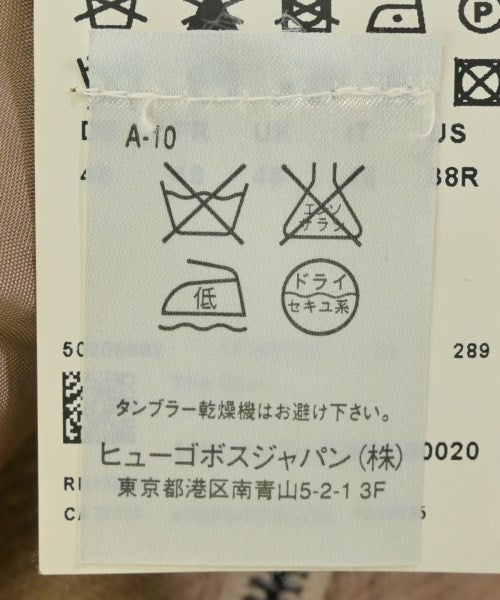 P
US
38R
A-10
エンソ
サラシ
低
ドライ
セキユ系
289
タンブラー乾燥機はお避け下さい。
ヒューゴボスジャパン(株)
0020
東京都港区南青山5-2-1 3F